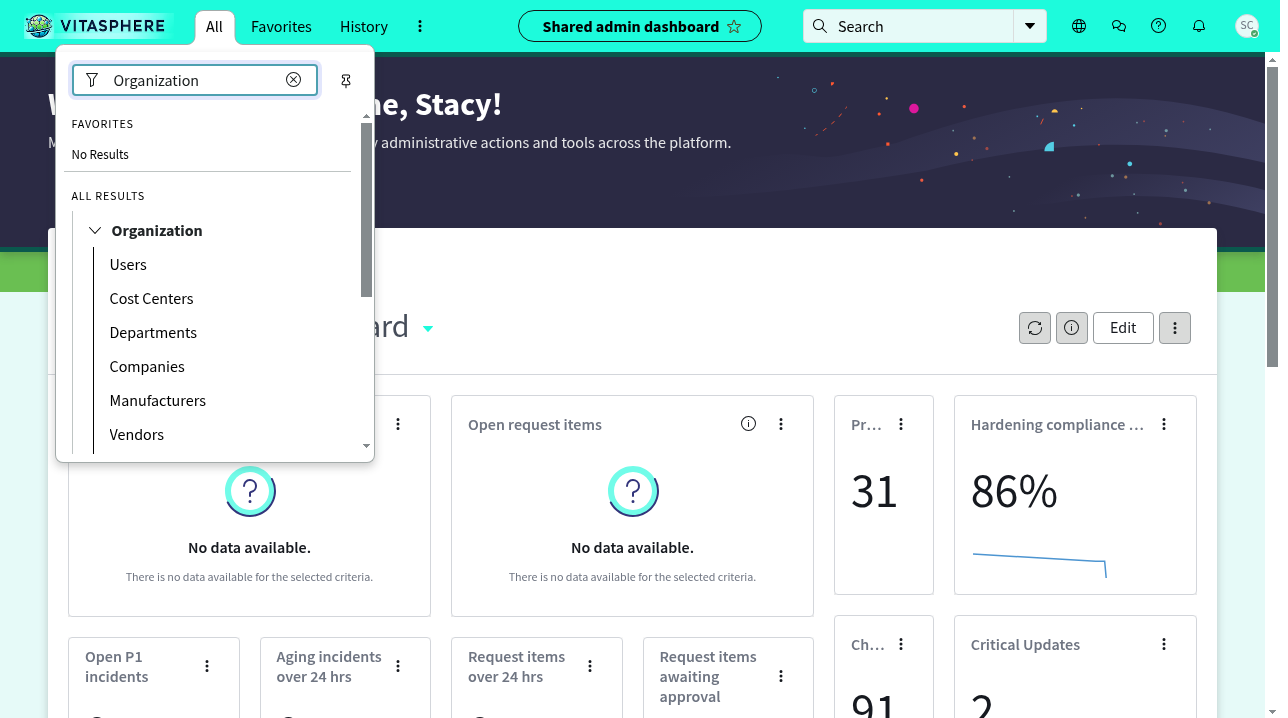 VITASPHERE
All
Favorites
History
Shared admin dashboard
Search
SC
Organization
FAVORITES
No Results
ALL RESULTS
Organization
Users
Cost Centers
Departments
Companies
Manufacturers
Vendors
Stacy!
administrative actions and tools across the platform.
Edit
Open request items
Pr...
Hardening compliance ...
31
86%
No data available.
There is no data available for the selected criteria.
No data available.
There is no data available for the selected criteria.
Open P1
incidents
Aging incidents
over 24 hrs
Request items
over 24 hrs
Request items
awaiting
approval
Ch...
91
Critical Updates
2